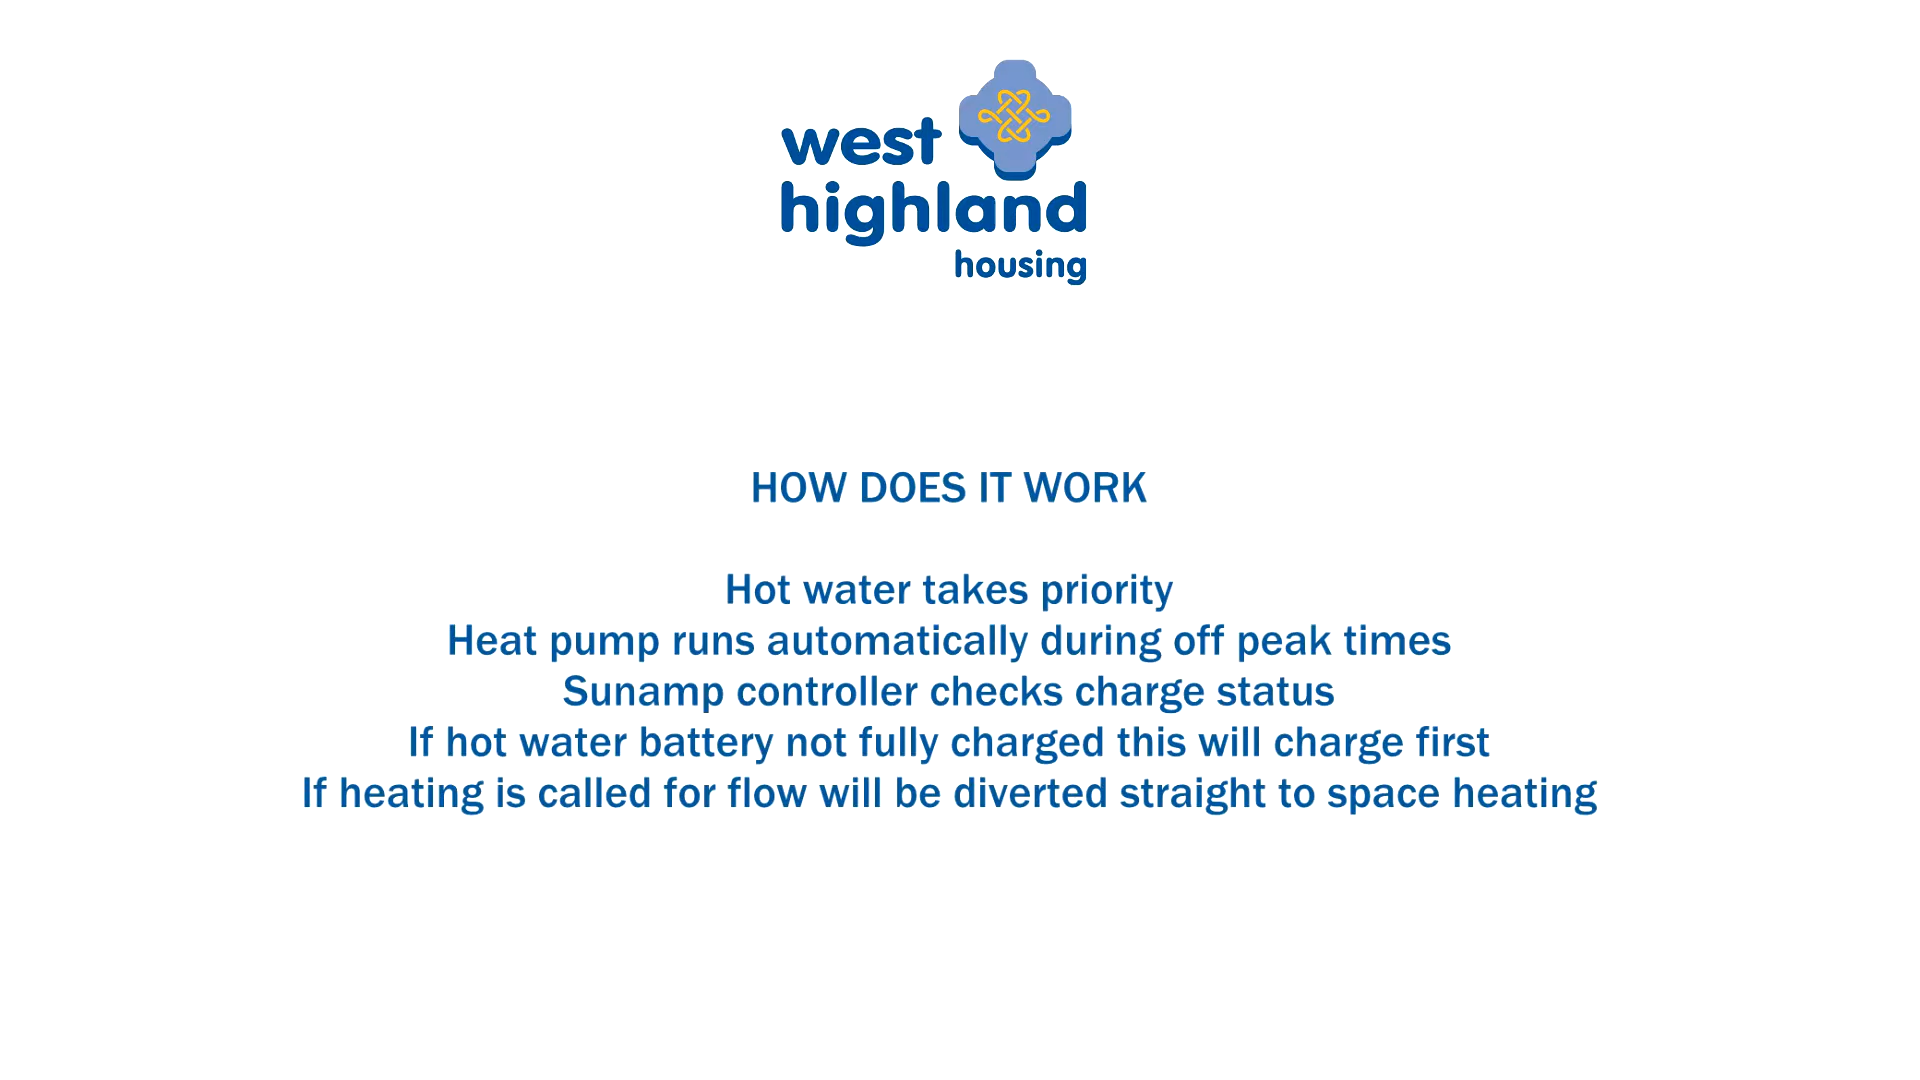 west
highland
housing
HOW DOES IT WORK
Hot water takes priority
Heat pump runs automatically during off peak times
Sunamp controller checks charge status
If hot water battery not fully charged this will charge first
If heating is called for flow will be diverted straight to space heating